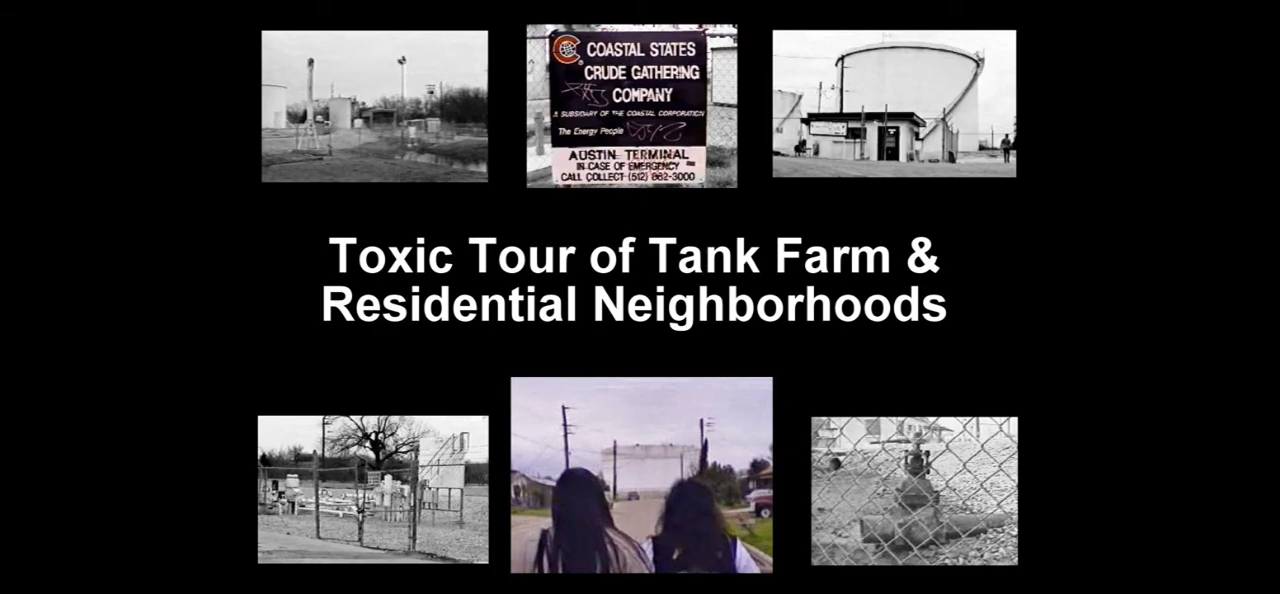 COASTAL STATES
CRUDE GATHERING
COMPANY
A SUBSIDIARY OF THE COASTAL CORPORATION
The Energy People
AUSTIN TERMINAL
IN CASE OF EMERGENCY
CALL COLLECT (512) 882-3000
Toxic Tour of Tank Farm &
Residential Neighborhoods